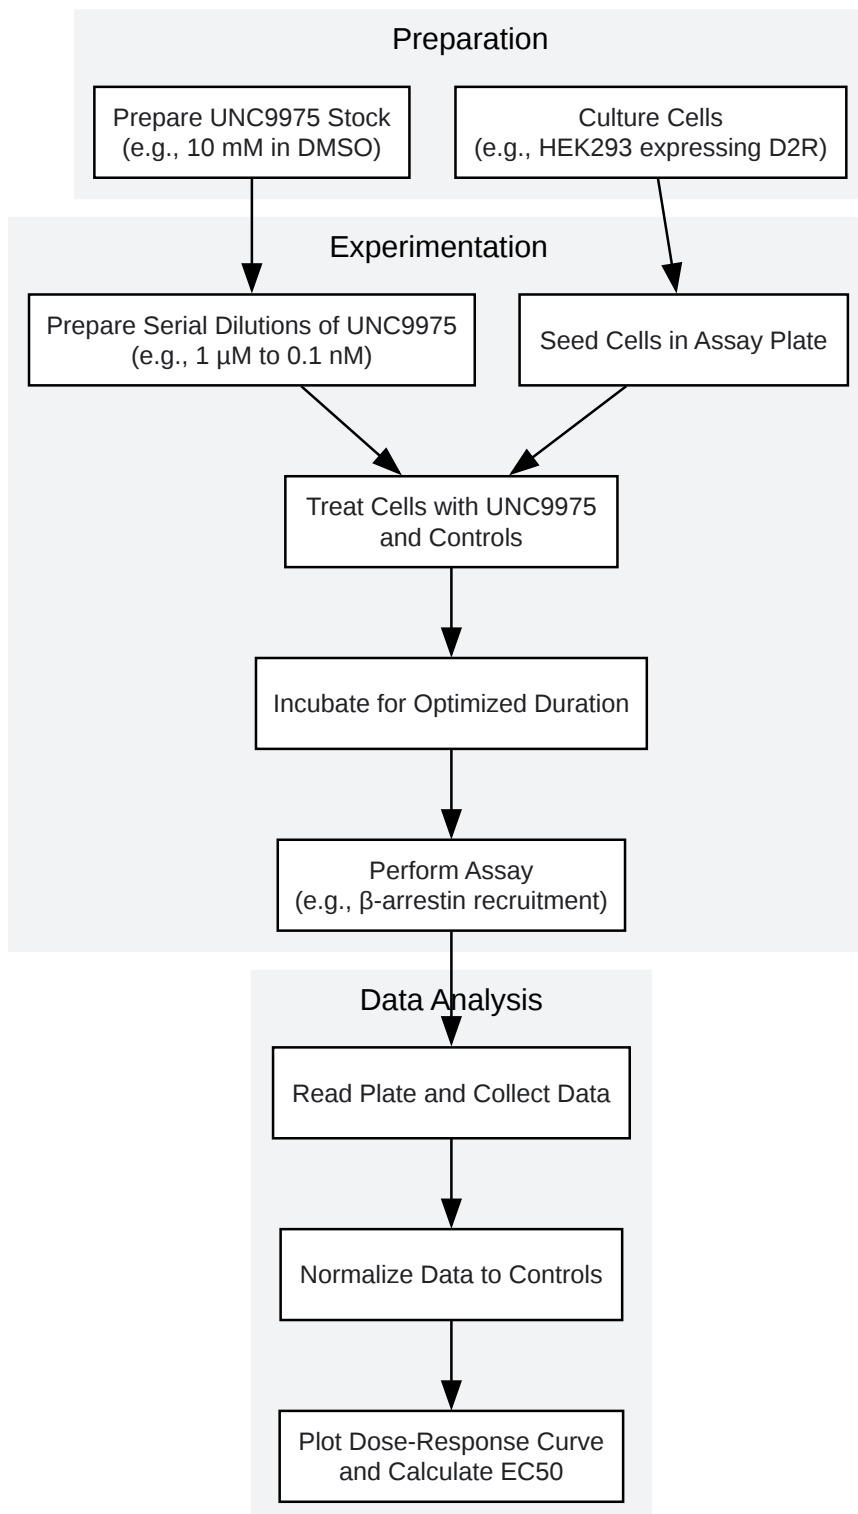 Preparation
Prepare UNC9975 Stock
(e.g., 10 mM in DMSO)
Culture Cells
(e.g., HEK293 expressing D2R)
Experimentation
Prepare Serial Dilutions of UNC9975
(e.g., 1 µM to 0.1 nM)
Seed Cells in Assay Plate
Treat Cells with UNC9975
and Controls
Incubate for Optimized Duration
Perform Assay
(e.g., β-arrestin recruitment)
Data Analysis
Read Plate and Collect Data
Normalize Data to Controls
Plot Dose-Response Curve
and Calculate EC50